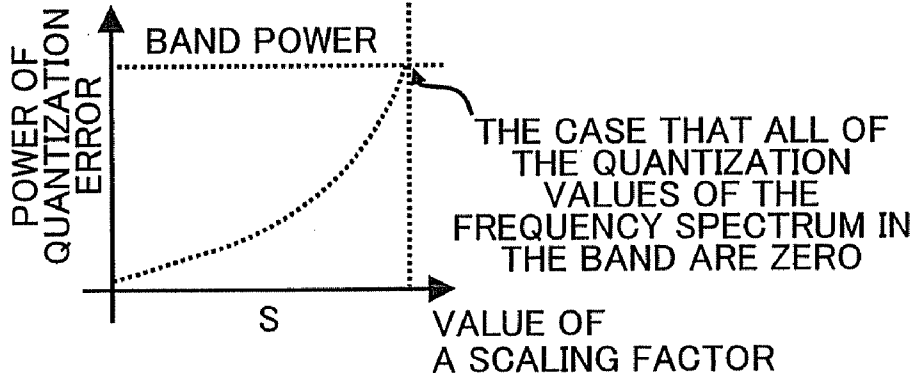 POWER OF
QUANTIZATION
ERROR
BAND POWER
THE CASE THAT ALL OF
THE QUANTIZATION
VALUES OF THE
FREQUENCY SPECTRUM IN
THE BAND ARE ZERO
S
VALUE OF
A SCALING FACTOR